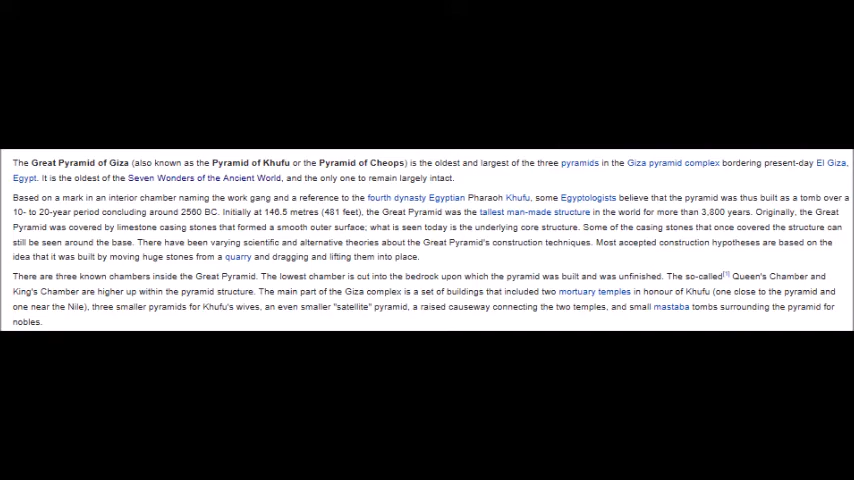 The Great Pyramid of Giza (also known as the Pyramid of Khufu or the Pyramid of Cheops) is the oldest and largest of the three pyramids in the Giza pyramid complex bordering present-day El Giza,
Egypt. It is the oldest of the Seven Wonders of the Ancient World, and the only one to remain largely intact.
Based on a mark in an interior chamber naming the work gang and a reference to the fourth dynasty Egyptian Pharaoh Khufu, some Egyptologists believe that the pyramid was thus built as a tomb over a
10- to 20-year period concluding around 2560 BC. Initially at 146.5 metres (481 feet), the Great Pyramid was the tallest man-made structure in the world for more than 3,800 years. Originally, the Great
Pyramid was covered by limestone casing stones that formed a smooth outer surface; what is seen today is the underlying core structure. Some of the casing stones that once covered the structure can
still be seen around the base. There have been varying scientific and alternative theories about the Great Pyramid's construction techniques. Most accepted construction hypotheses are based on the
idea that it was built by moving huge stones from a quarry and dragging and lifting them into place.
There are three known chambers inside the Great Pyramid. The lowest chamber is cut into the bedrock upon which the pyramid was built and was unfinished. The so-called[1] Queen's Chamber and
King's Chamber are higher up within the pyramid structure. The main part of the Giza complex is a set of buildings that included two mortuary temples in honour of Khufu (one close to the pyramid and
one near the Nile), three smaller pyramids for Khufu's wives, an even smaller "satellite" pyramid, a raised causeway connecting the two temples, and small mastaba tombs surrounding the pyramid for
nobles.